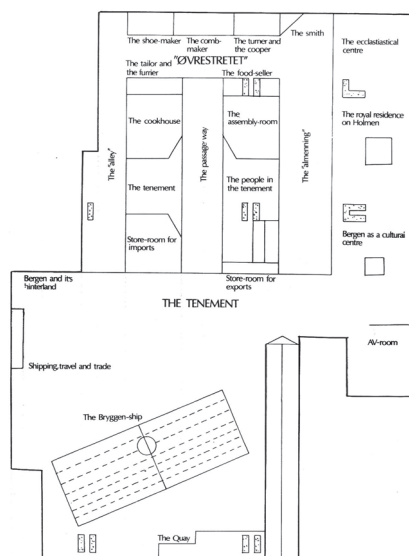 The shoe-maker
The comb-
maker
The turner and
the cooper
The smith
"ØVRESTRETET"
The ecclastiastical
centre
The tailor and
the furrier
The food-seller
The cookhouse
The
assembly-room
The royal residence
on Holmen
The "alley"
The passage way
The "almenning"
The tenement
The people in
the tenement
Store-room for
imports
Bergen as a cultural
centre
Bergen and its
hinterland
Store-room for
exports
THE TENEMENT
AV-room
Shipping,travel and trade
The Bryggen-ship
The Quay